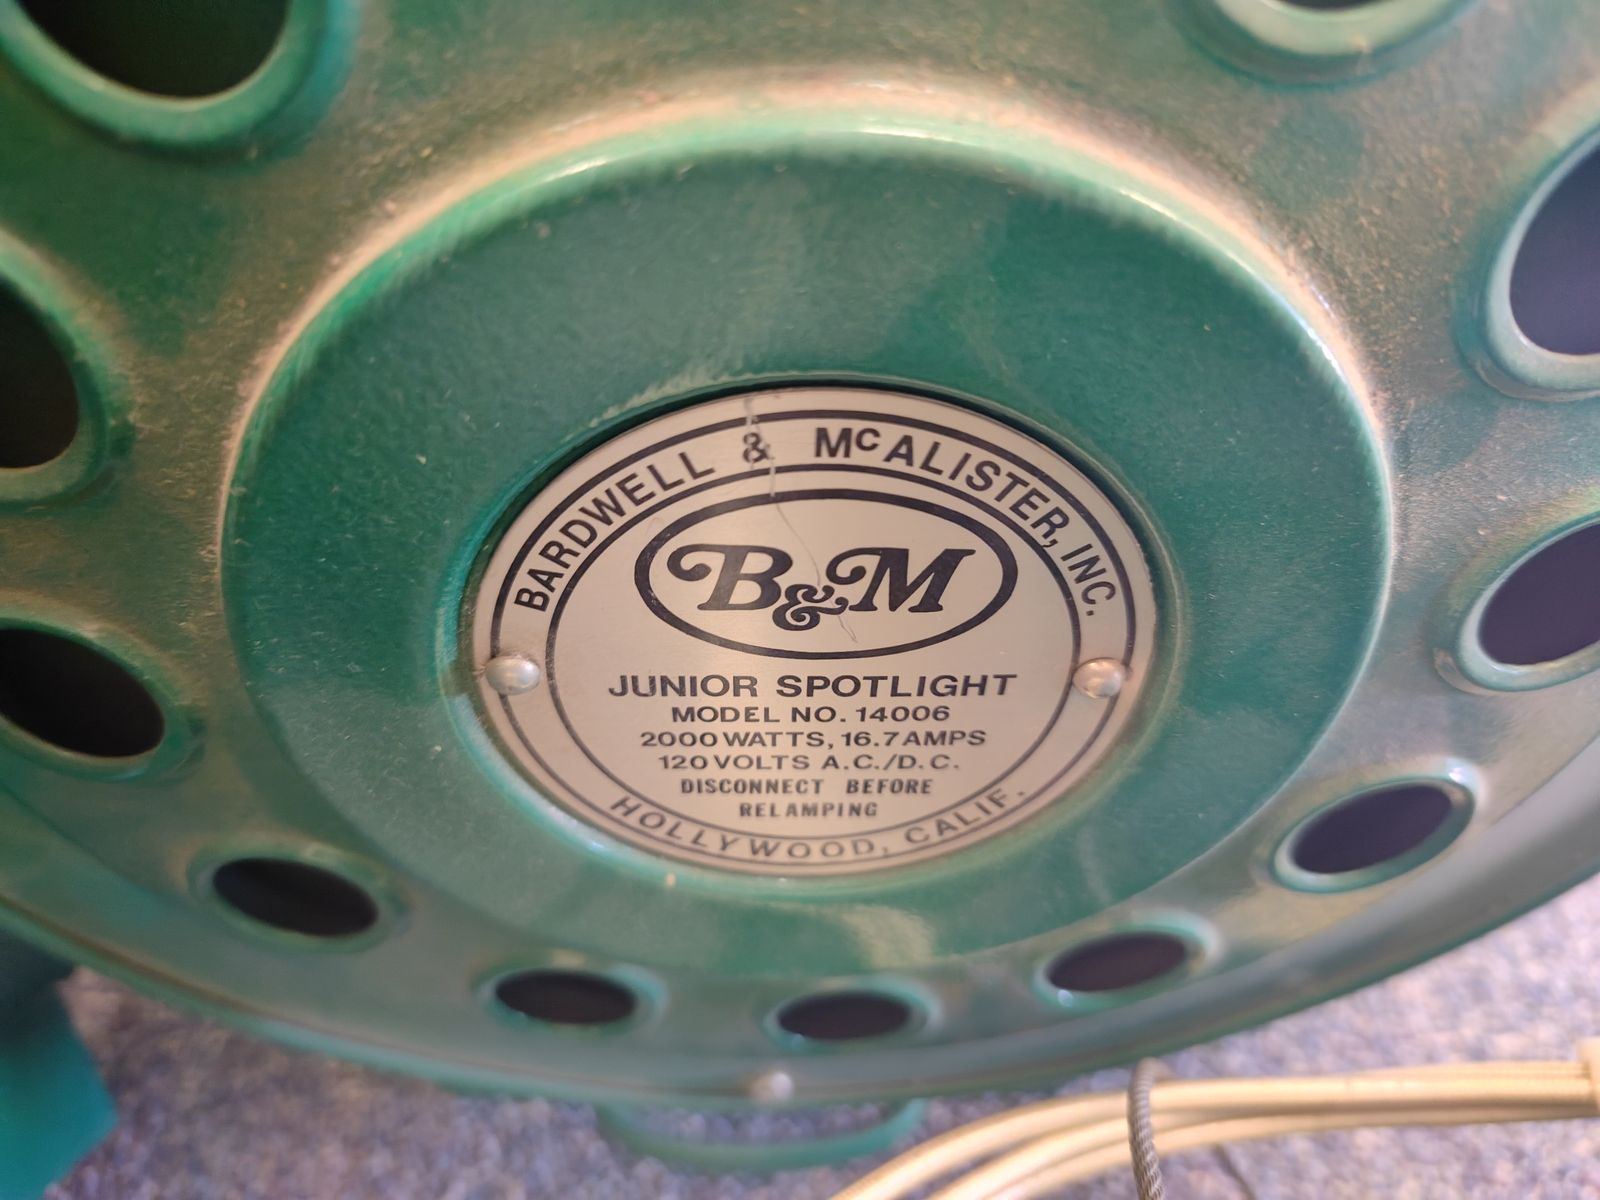 BARDWELL & McALISTER, INC.
B&M
JUNIOR SPOTLIGHT
MODEL NO. 14006
2000 WATTS, 16.7 AMPS
120 VOLTS A.C./D.C.
DISCONNECT BEFORE
RELAMPING
HOLLYWOOD, CALIF.